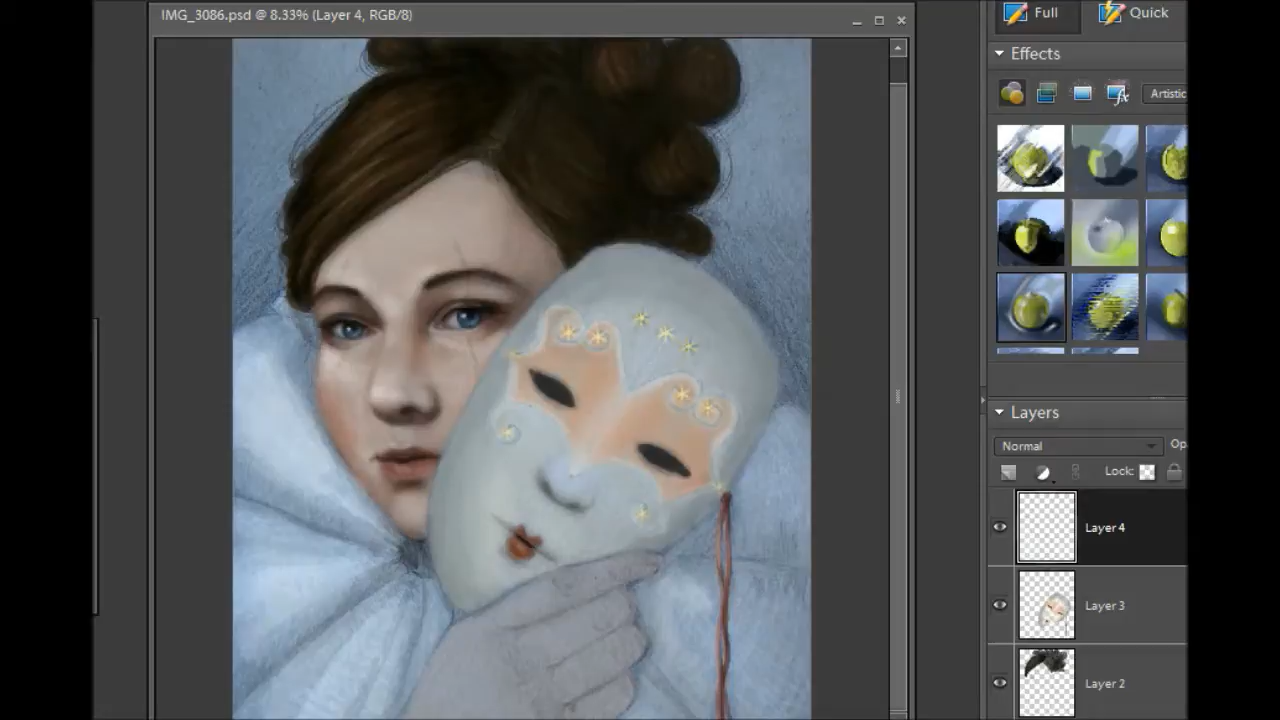 IMG_3086.psd @ 8.33% (Layer 4, RGB/8)
Full
Quick
Effects
Artistic
Layers
Normal
Op
Lock:
Layer 4
Layer 3
Layer 2